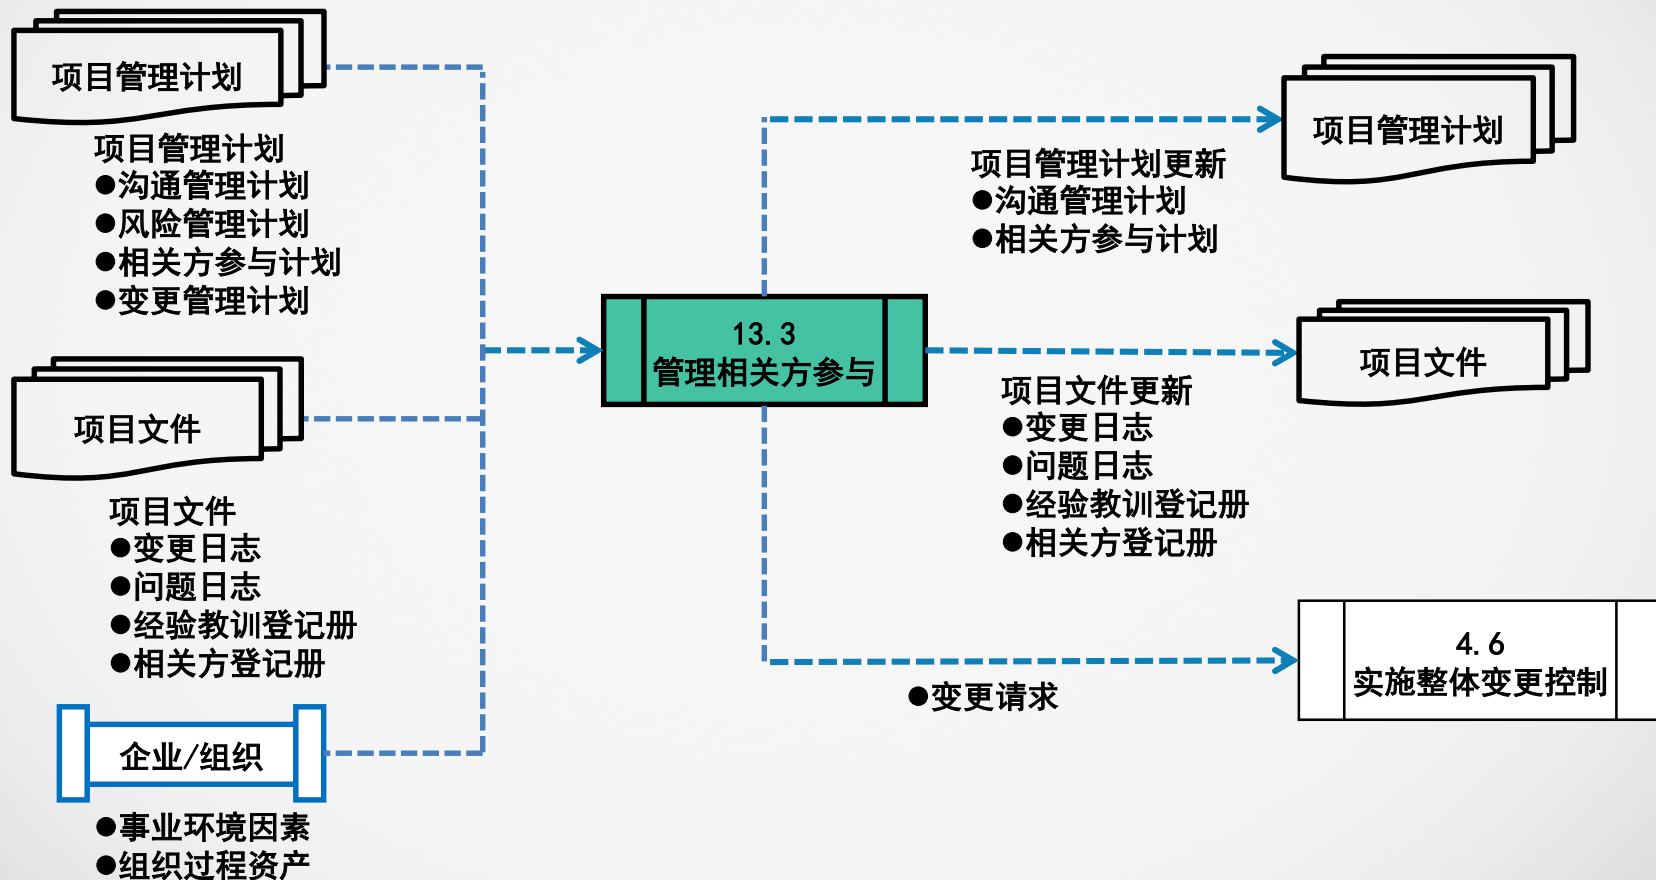 项目管理计划
项目管理计划
●沟通管理计划
●风险管理计划
●相关方参与计划
●变更管理计划
项目文件
项目文件
●变更日志
●问题日志
●经验教训登记册
●相关方登记册
企业/组织
●事业环境因素
●组织过程资产
13.3
管理相关方参与
项目管理计划
项目管理计划更新
●沟通管理计划
●相关方参与计划
项目文件
项目文件更新
●变更日志
●问题日志
●经验教训登记册
●相关方登记册
4.6
实施整体变更控制
●变更请求